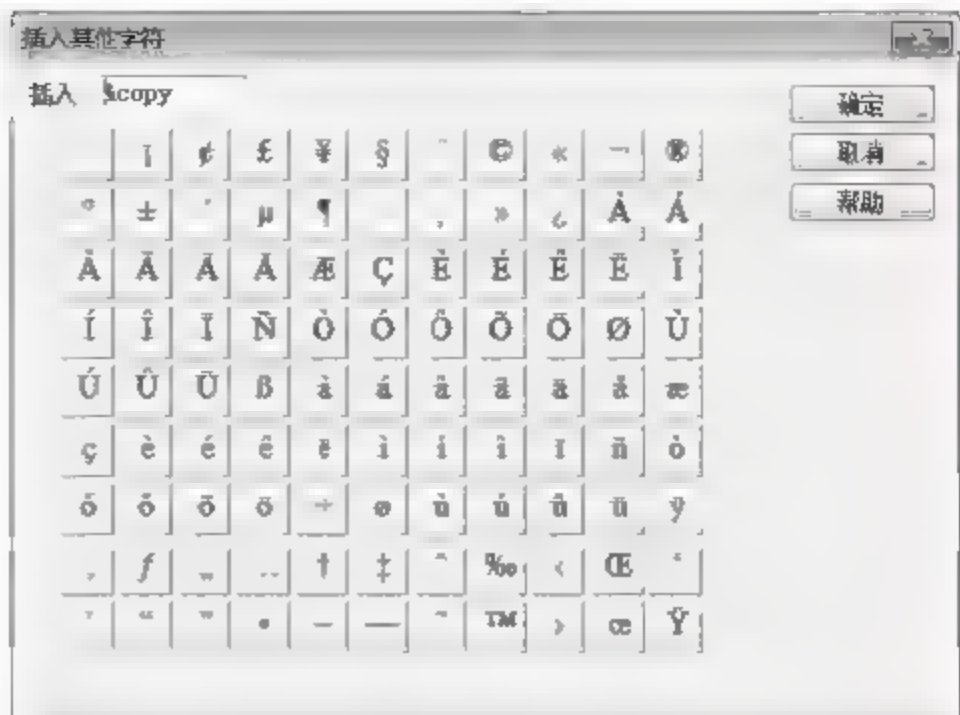 插入其他字符
插入 &copy
确定
取消
帮助
¡ ¢ £ ¥ § ¨ © « ¬ ®
° ± ´ µ ¶ · ¸ » ¿ À Á
Â Ã Ä Å Æ Ç È É Ê Ë Ì
Í Î Ï Ñ Ò Ó Ô Õ Ö Ø Ù
Ú Û Ü ß à á â ã ä å æ
ç è é ê ë ì í î ï ñ ò
ó ô õ ö ÷ ø ù ú û ü ÿ
‚ ƒ „ … † ‡ ˆ ‰ ‹ Œ ‘
’ “ ” • – — ˜ ™ › œ Ÿ